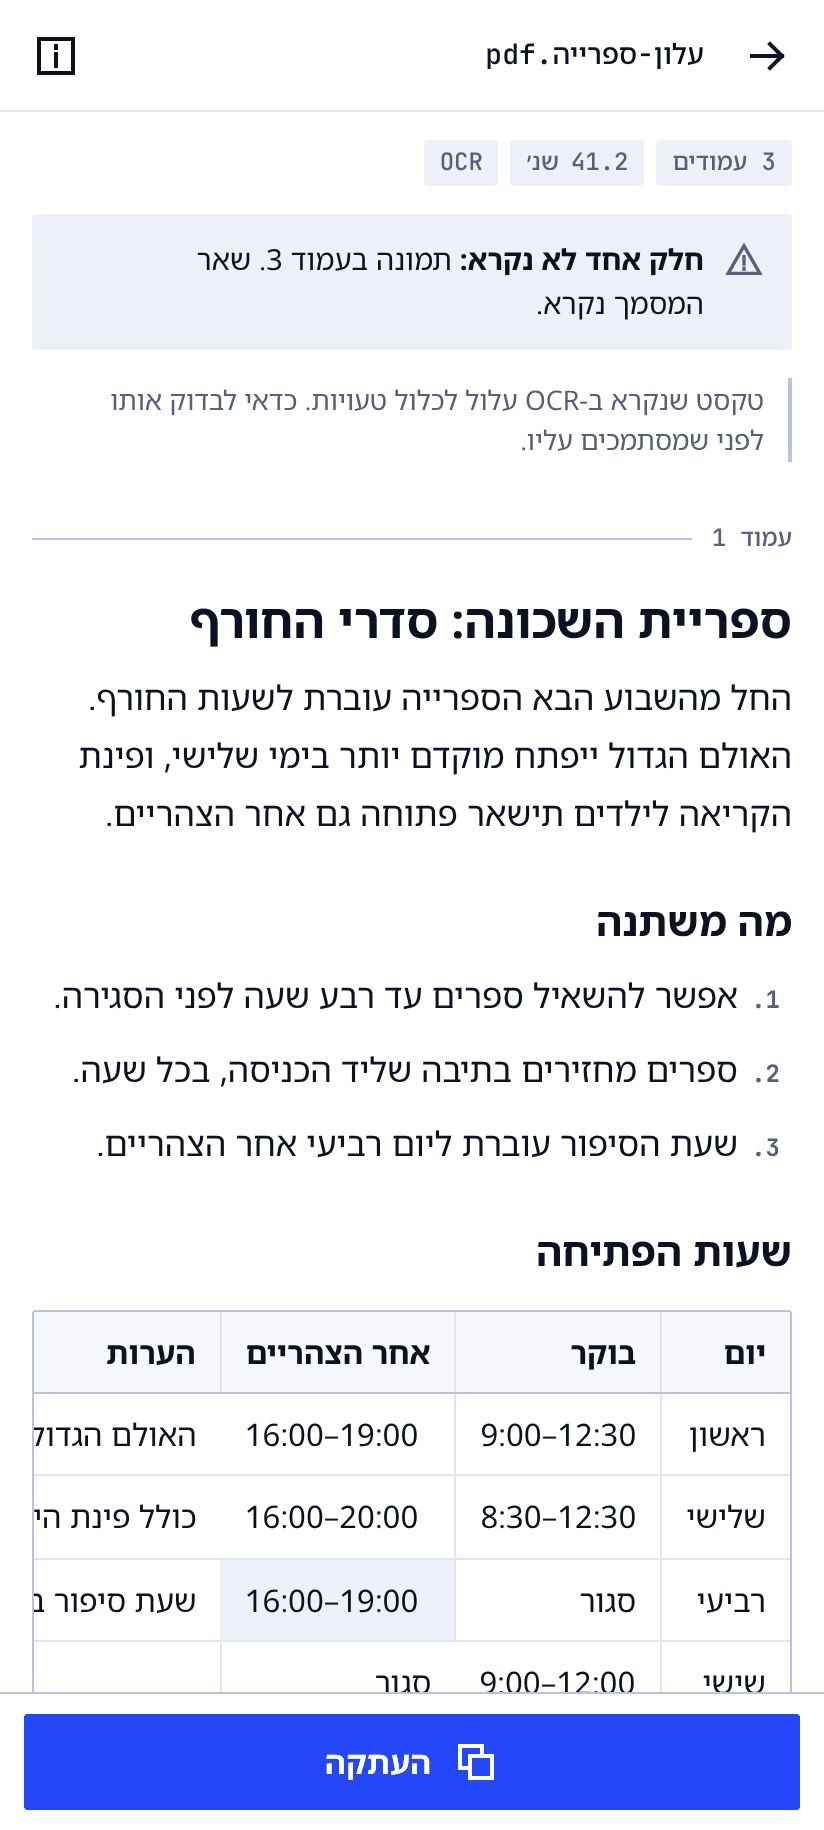 עלון-ספרייה.pdf
3 עמודים
41.2 שנ׳
OCR
חלק אחד לא נקרא: תמונה בעמוד 3. שאר
המסמך נקרא.
טקסט שנקרא ב-OCR עלול לכלול טעויות. כדאי לבדוק אותו
לפני שמסתמכים עליו.
עמוד 1
ספריית השכונה: סדרי החורף
החל מהשבוע הבא הספרייה עוברת לשעות החורף.
האולם הגדול ייפתח מוקדם יותר בימי שלישי, ופינת
הקריאה לילדים תישאר פתוחה גם אחר הצהריים.
מה משתנה
1. אפשר להשאיל ספרים עד רבע שעה לפני הסגירה.
2. ספרים מחזירים בתיבה שליד הכניסה, בכל שעה.
3. שעת הסיפור עוברת ליום רביעי אחר הצהריים.
שעות הפתיחה
יום בוקר אחר הצהריים הערות
ראשון 9:00–12:30 16:00–19:00 האולם הגדול
שלישי 8:30–12:30 16:00–20:00 כולל פינת
רביעי סגור 16:00–19:00 שעת סיפור
שישי 9:00–12:00 סגור
העתקה